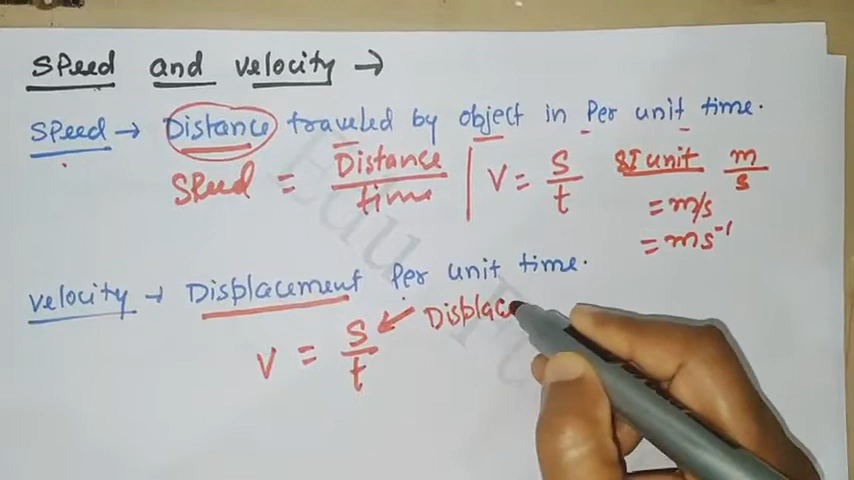 Speed and velocity →
Speed → Distance traveled by object in Per unit time.
Speed = Distance / time | V = S / t SI unit m / s
= m/s
= ms⁻¹
velocity → Displacement Per unit time.
V = S / t ← Displac
Edu